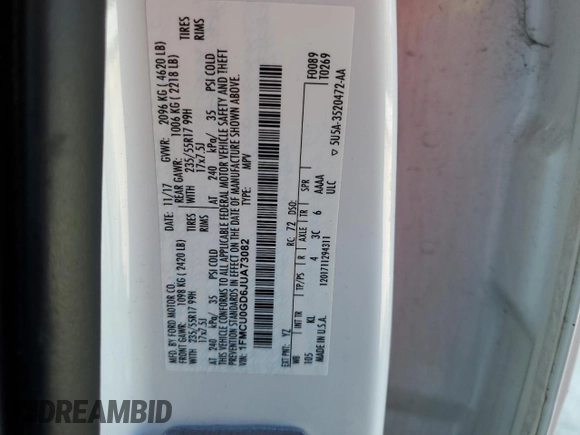 MFD. BY FORD MOTOR CO.
DATE: 11/17
GVWR: 2096 KG ( 4620 LB)
FRONT GAWR: 1098 KG ( 2420 LB)
REAR GAWR: 1006 KG ( 2218 LB)
WITH 235/55R17 99H TIRES
WITH 235/55R17 99H TIRES
17x7.5J RIMS
17x7.5J RIMS
AT 240 kPa/ 35 PSI COLD
AT 240 kPa/ 35 PSI COLD
THIS VEHICLE CONFORMS TO ALL APPLICABLE FEDERAL MOTOR VEHICLE SAFETY AND THEFT
PREVENTION STANDARDS IN EFFECT ON THE DATE OF MANUFACTURE SHOWN ABOVE.
VIN: 1FMCU0GD6JUA73082
TYPE: MPV
F0089
T0269
EXT PNT: YZ RC: 72 DSO:
WB INT TR TP/PS R AXLE TR SPR
105 KL 4 3C 6 AAAA
MADE IN U.S.A. 1201711294311 ULC
▽ 5U5A-3520472-AA
DREAMBID